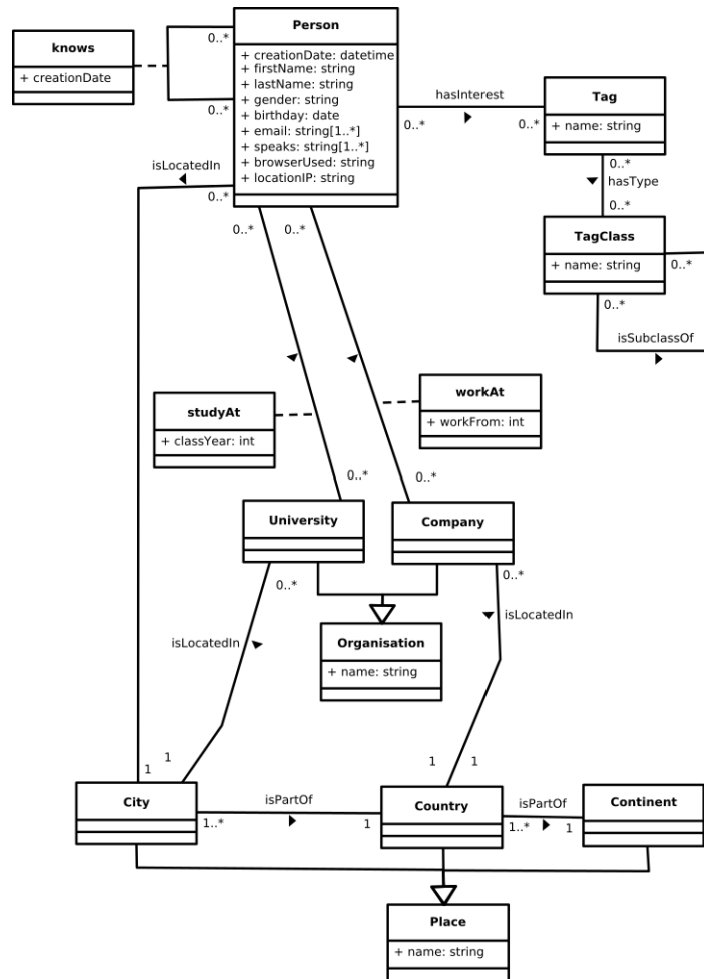 Person
+ creationDate: datetime
+ firstName: string
+ lastName: string
+ gender: string
+ birthday: date
+ email: string[1..*]
+ speaks: string[1..*]
+ browserUsed: string
+ locationIP: string
knows
+ creationDate
0..*
0..*
hasInterest
0..*
0..*
Tag
+ name: string
0..*
hasType
0..*
TagClass
+ name: string
0..*
0..*
isSubclassOf
isLocatedIn
0..*
0..*
0..*
studyAt
+ classYear: int
workAt
+ workFrom: int
0..*
0..*
University
Company
0..*
0..*
isLocatedIn
isLocatedIn
Organisation
+ name: string
1
1
1
1
City
isPartOf
1..*
1
Country
isPartOf
1..*
1
Continent
Place
+ name: string